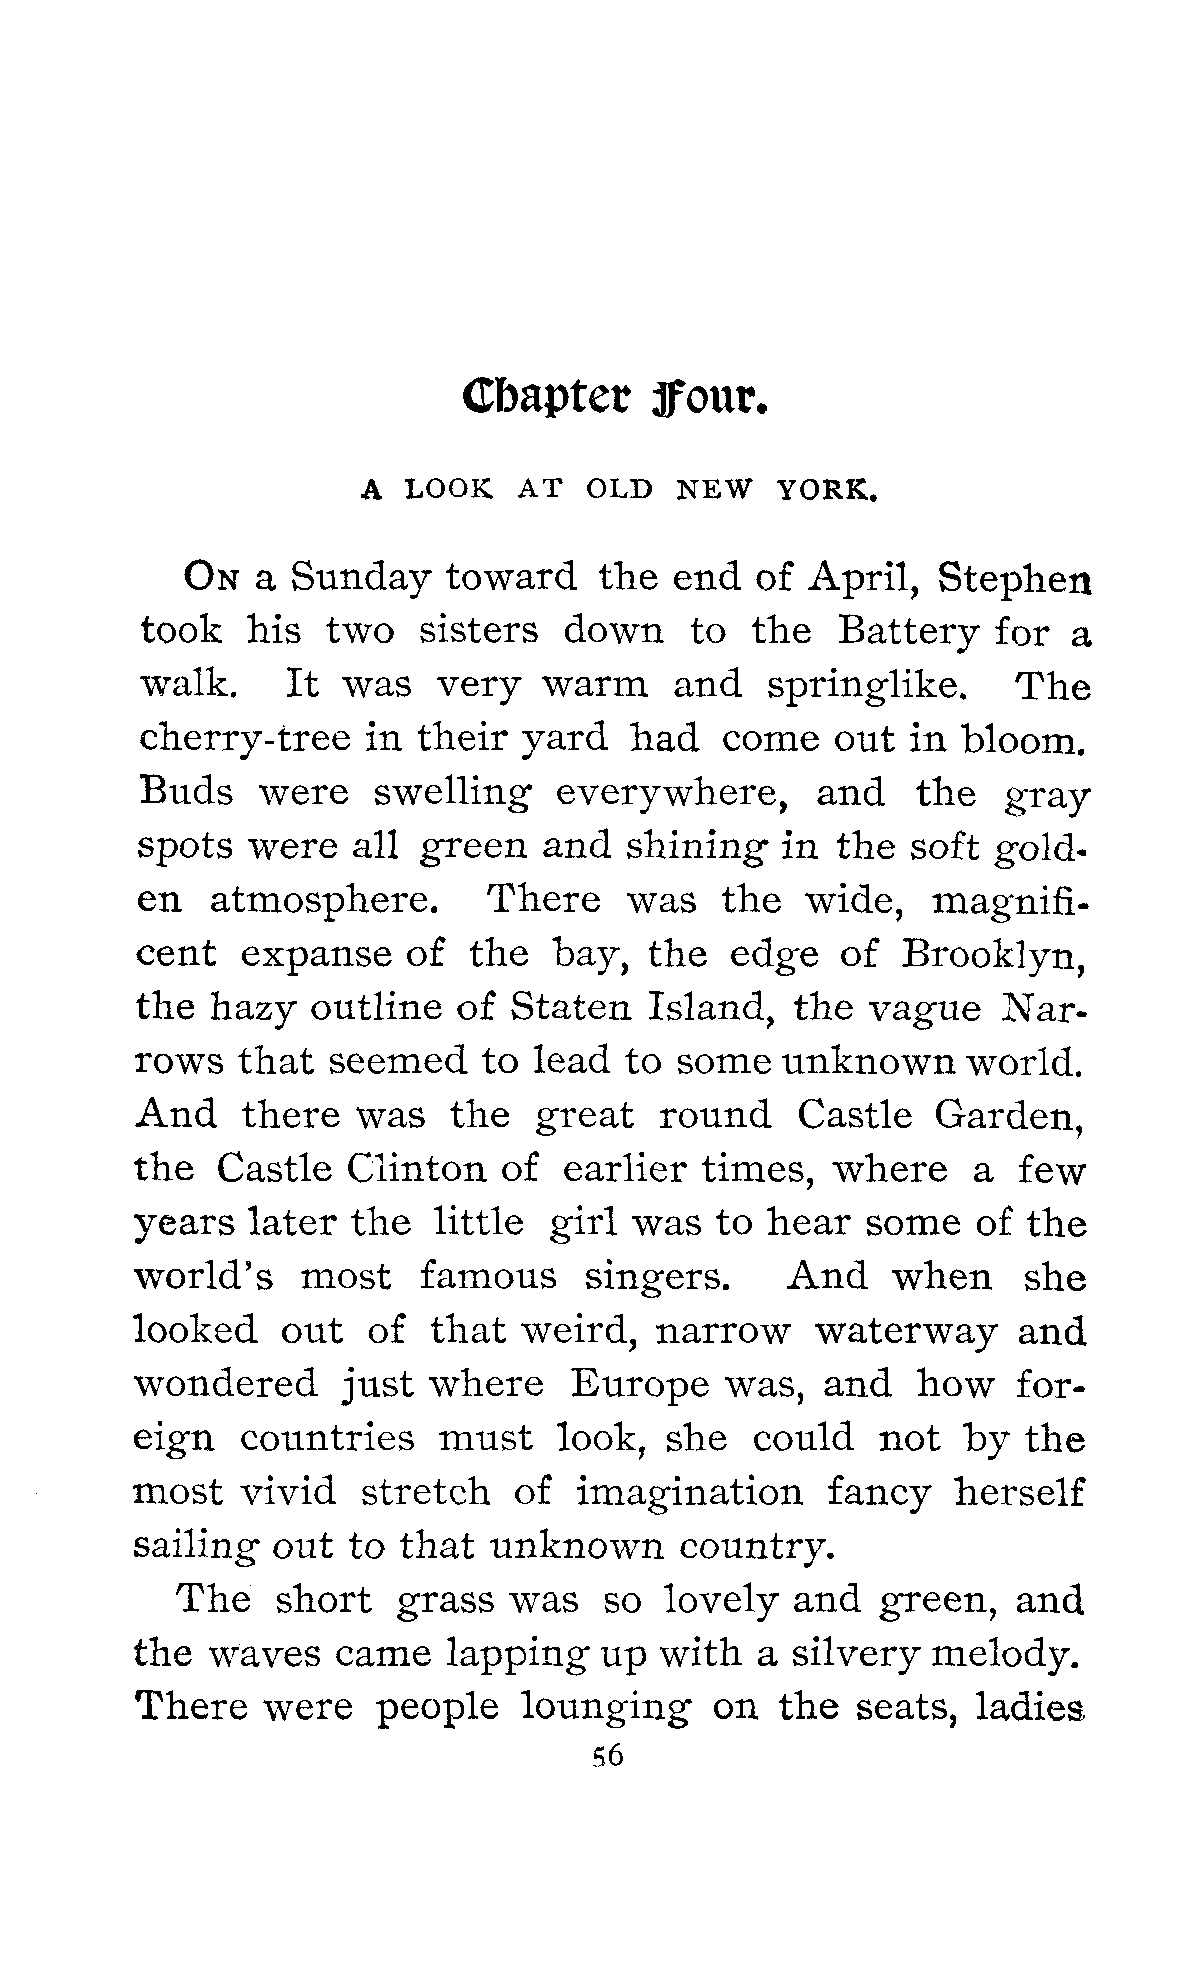 Chapter Four.
A LOOK AT OLD NEW YORK.
ON a Sunday toward the end of April, Stephen
took his two sisters down to the Battery for a
walk. It was very warm and springlike. The
cherry-tree in their yard had come out in bloom.
Buds were swelling everywhere, and the gray
spots were all green and shining in the soft gold-
en atmosphere. There was the wide, magnifi-
cent expanse of the bay, the edge of Brooklyn,
the hazy outline of Staten Island, the vague Nar-
rows that seemed to lead to some unknown world.
And there was the great round Castle Garden,
the Castle Clinton of earlier times, where a few
years later the little girl was to hear some of the
world's most famous singers. And when she
looked out of that weird, narrow waterway and
wondered just where Europe was, and how for-
eign countries must look, she could not by the
most vivid stretch of imagination fancy herself
sailing out to that unknown country.
The short grass was so lovely and green, and
the waves came lapping up with a silvery melody.
There were people lounging on the seats, ladies
56